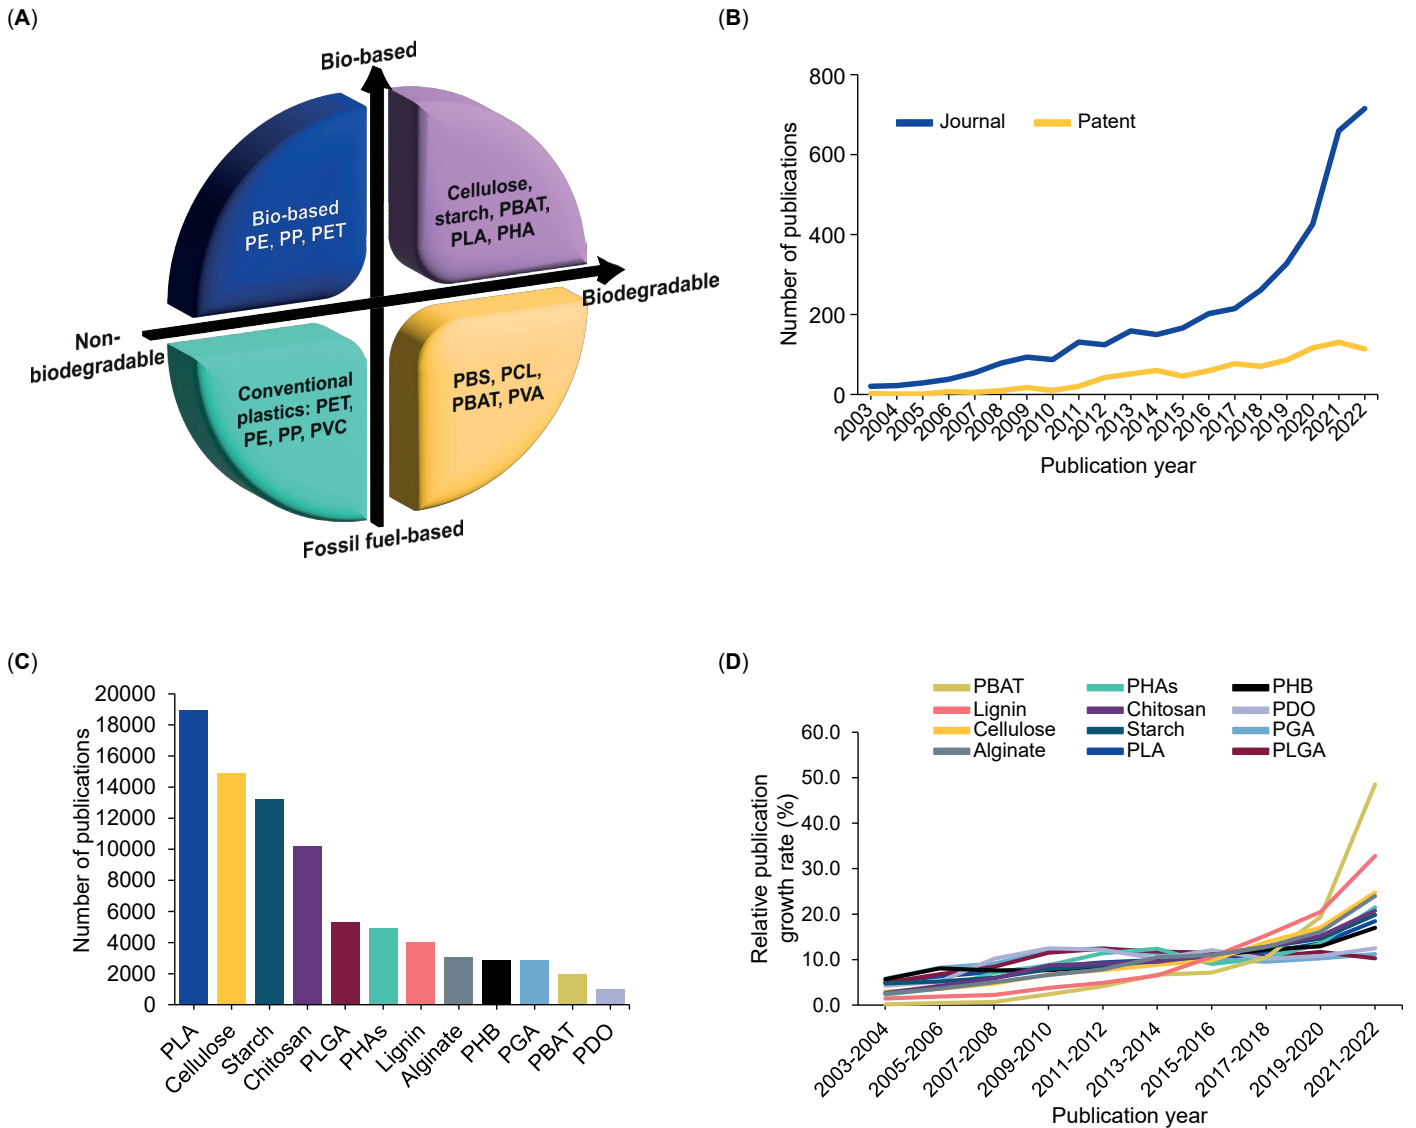 (A)
Bio-based
Bio-based
PE, PP, PET
Cellulose,
starch, PBAT,
PLA, PHA
Biodegradable
Non-
biodegradable
Conventional
plastics: PET,
PE, PP, PVC
PBS, PCL,
PBAT, PVA
Fossil fuel-based
(B)
Number of publications
800
600
400
200
0
Journal
Patent
2003
2004
2005
2006
2007
2008
2009
2010
2011
2012
2013
2014
2015
2016
2017
2018
2019
2020
2021
2022
Publication year
(C)
Number of publications
20000
18000
16000
14000
12000
10000
8000
6000
4000
2000
0
PLA
Cellulose
Starch
Chitosan
PLGA
PHAs
Lignin
Alginate
PHB
PGA
PBAT
PDO
(D)
PBAT
PHAs
PHB
Lignin
Chitosan
PDO
Cellulose
Starch
PGA
Alginate
PLA
PLGA
Relative publication
growth rate (%)
60.0
50.0
40.0
30.0
20.0
10.0
0.0
2003-2004
2005-2006
2007-2008
2009-2010
2011-2012
2013-2014
2015-2016
2017-2018
2019-2020
2021-2022
Publication year